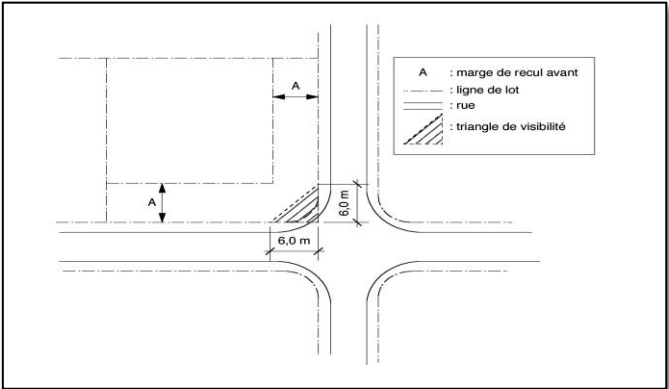 A
A
6,0 m
6,0 m
A : marge de recul avant
: ligne de lot
: rue
: triangle de visibilité